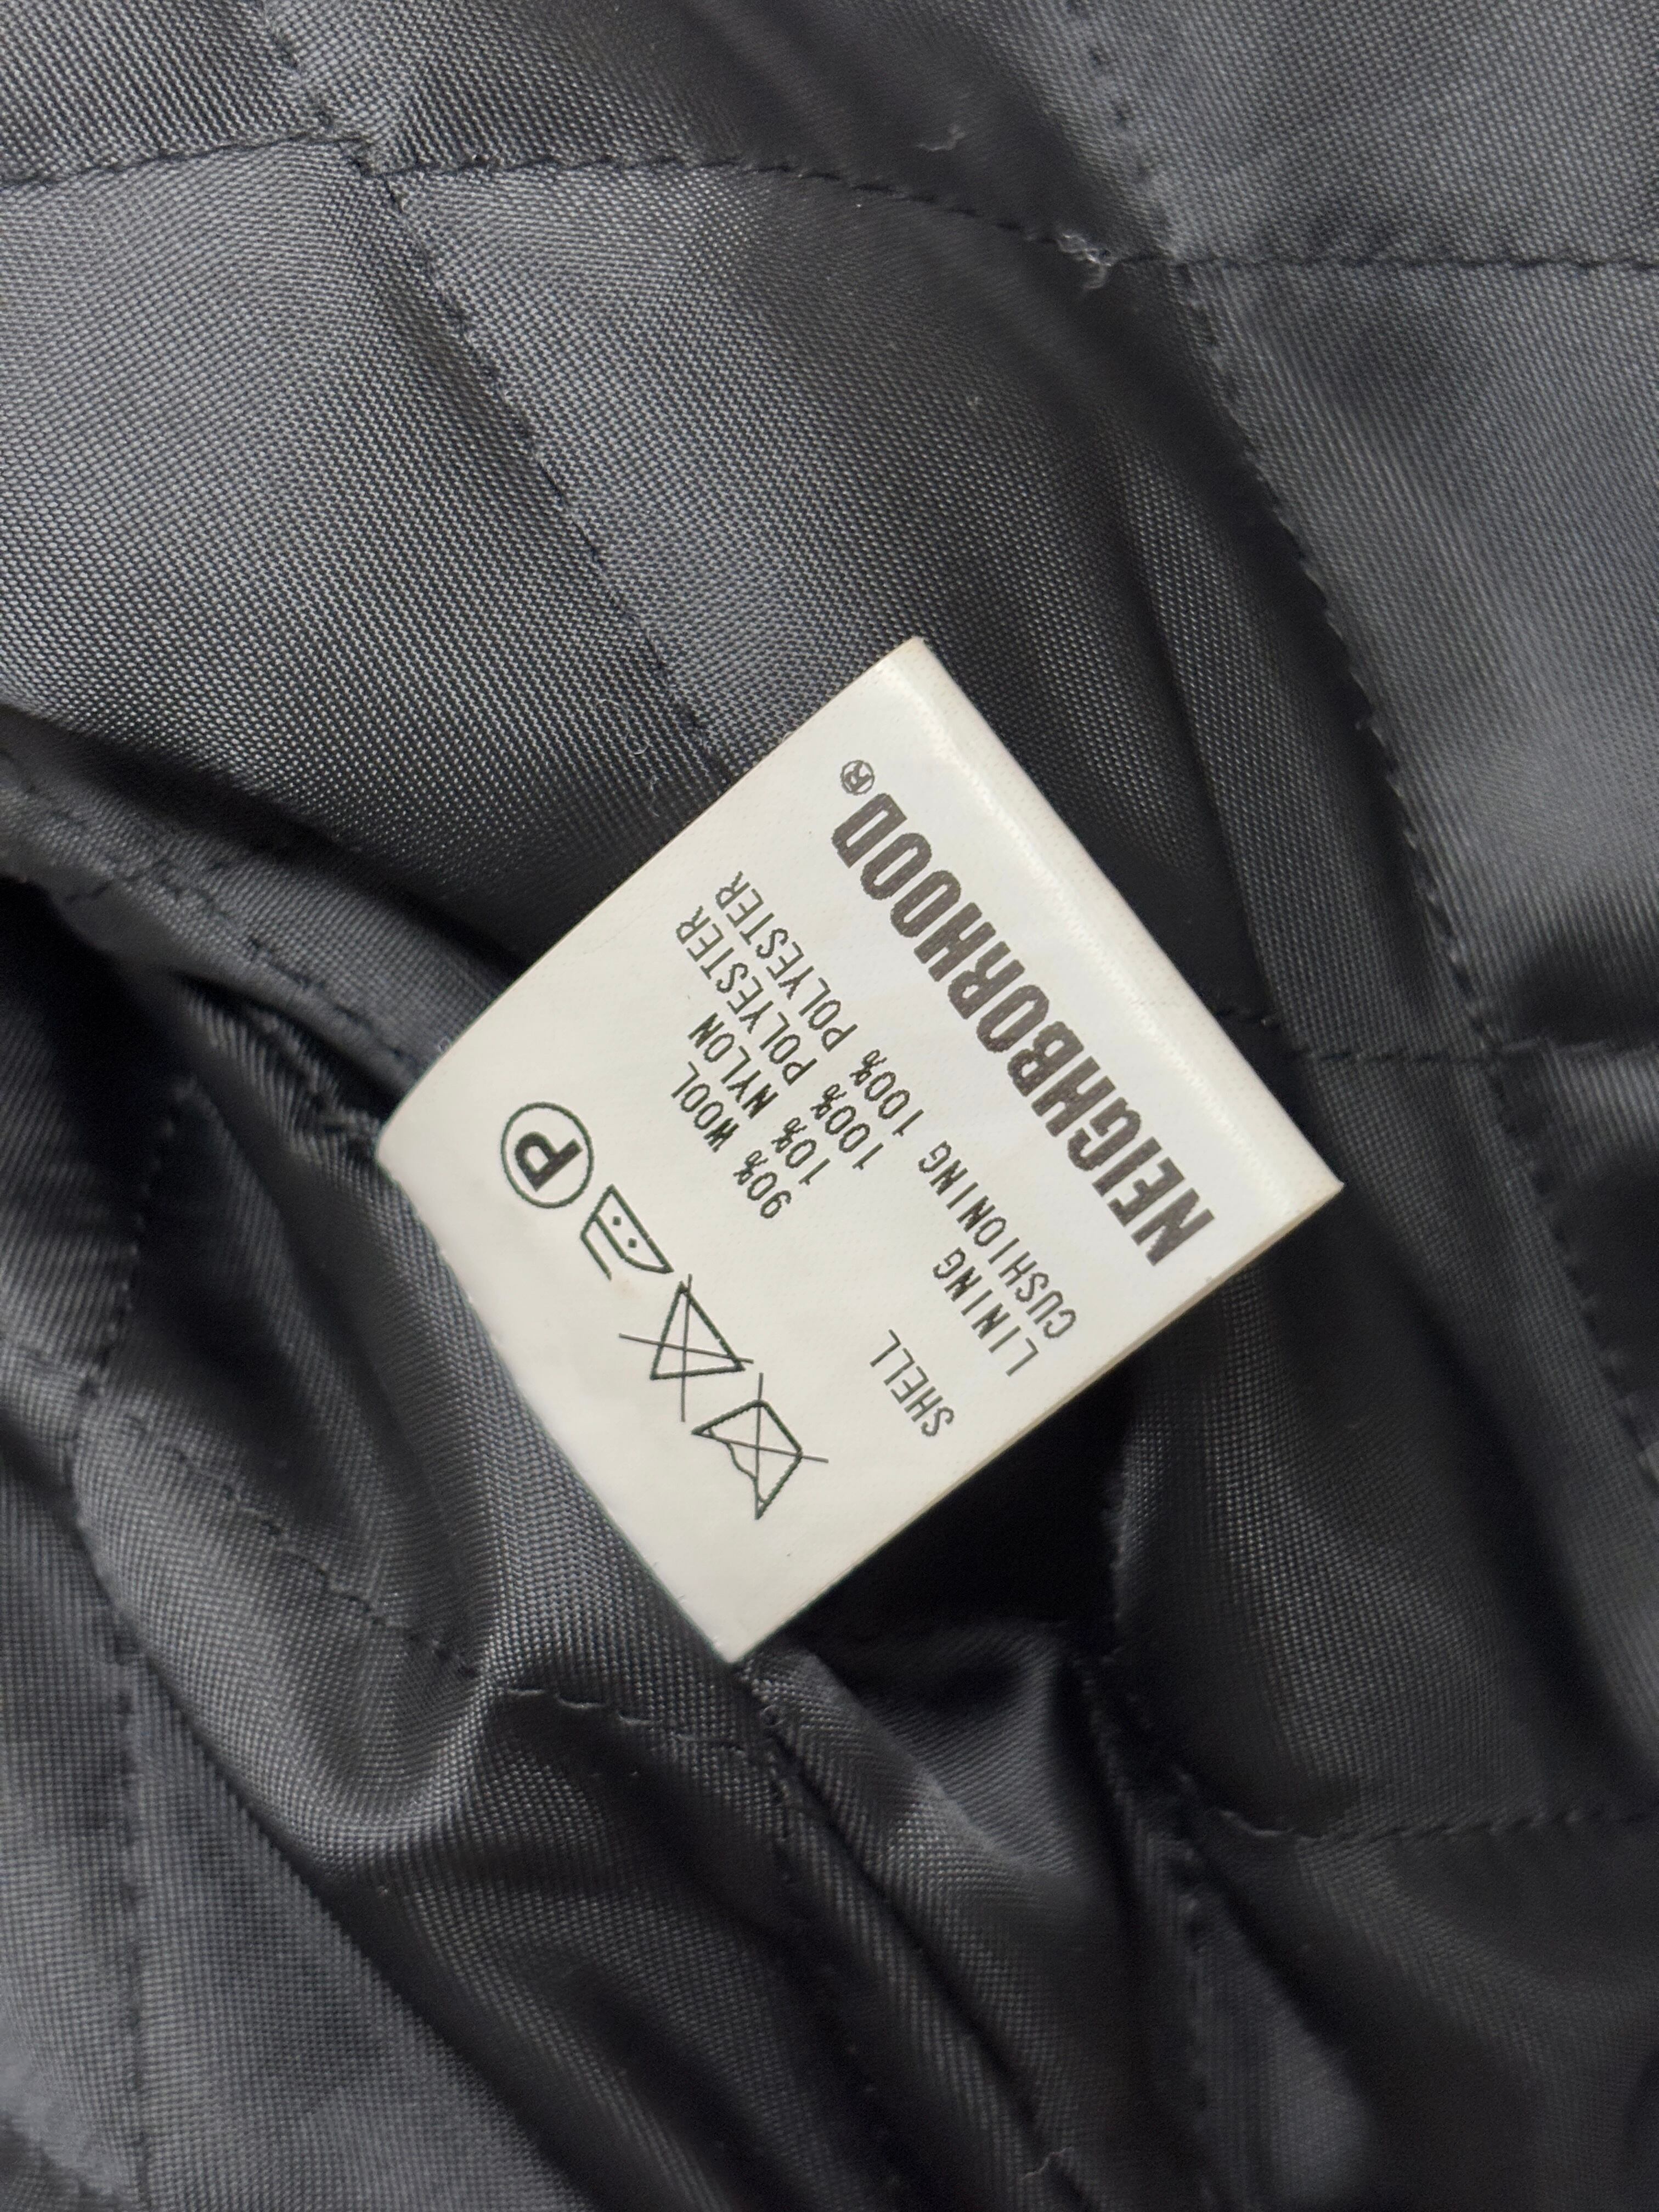 NEIGHBORHOOD®
CUSHIONING 100% POLYESTER
LINING 100% POLYESTER
10% NYLON
SHELL 90% WOOL
P